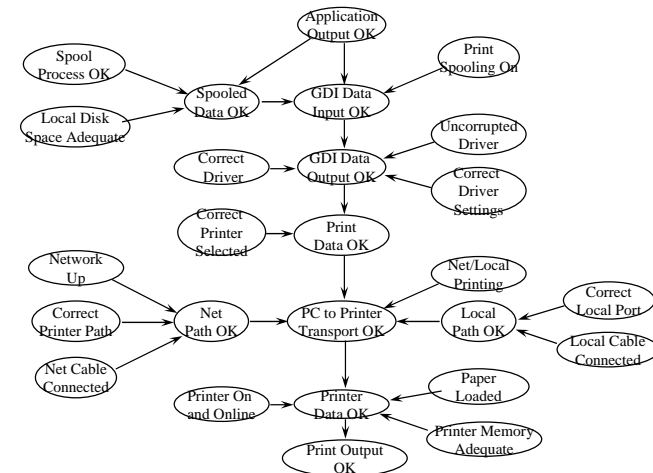 Application
Output OK
Spool
Process OK
Print
Spooling On
Spooled
Data OK
GDI Data
Input OK
Local Disk
Space Adequate
Uncorrupted
Driver
Correct
Driver
GDI Data
Output OK
Correct
Driver
Settings
Correct
Printer
Selected
Print
Data OK
Network
Up
Net/Local
Printing
Correct
Local Port
Correct
Printer Path
Net
Path OK
PC to Printer
Transport OK
Local
Path OK
Local Cable
Connected
Net Cable
Connected
Paper
Loaded
Printer On
and Online
Printer
Data OK
Printer Memory
Adequate
Print Output
OK